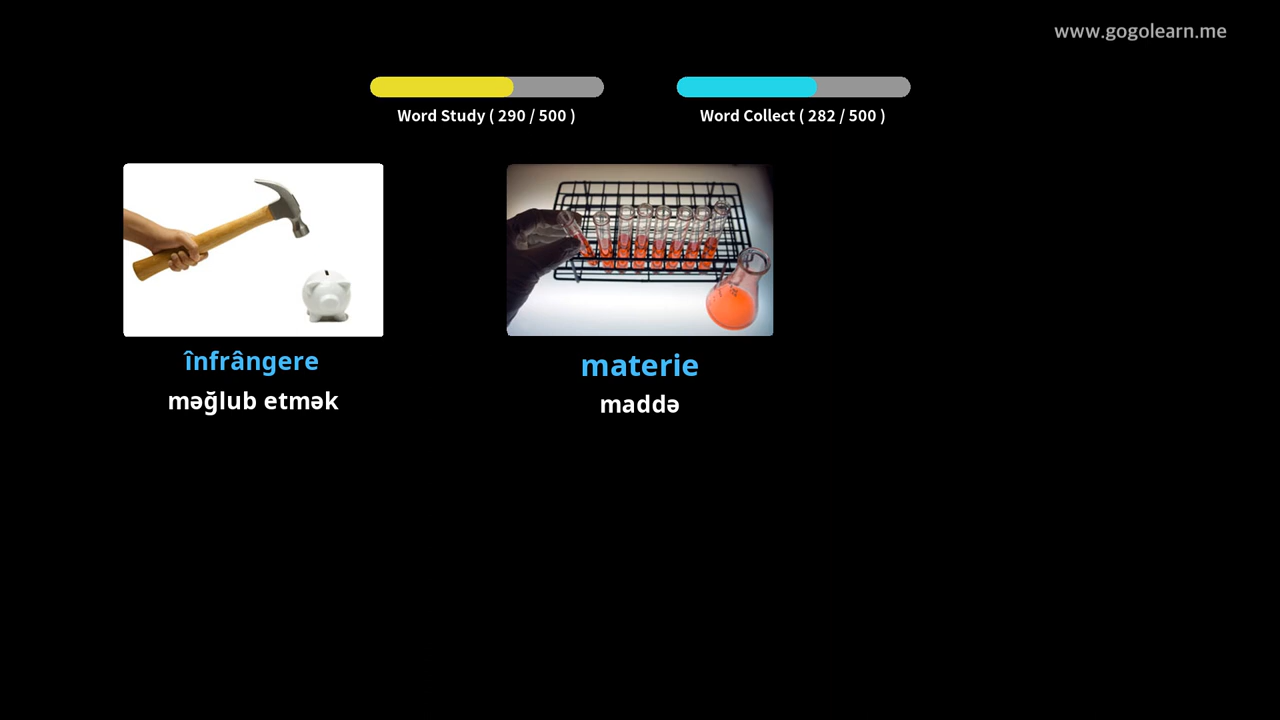 www.gogolearn.me
Word Study ( 290 / 500 )
Word Collect ( 282 / 500 )
înfrângere
məğlub etmək
materie
maddə